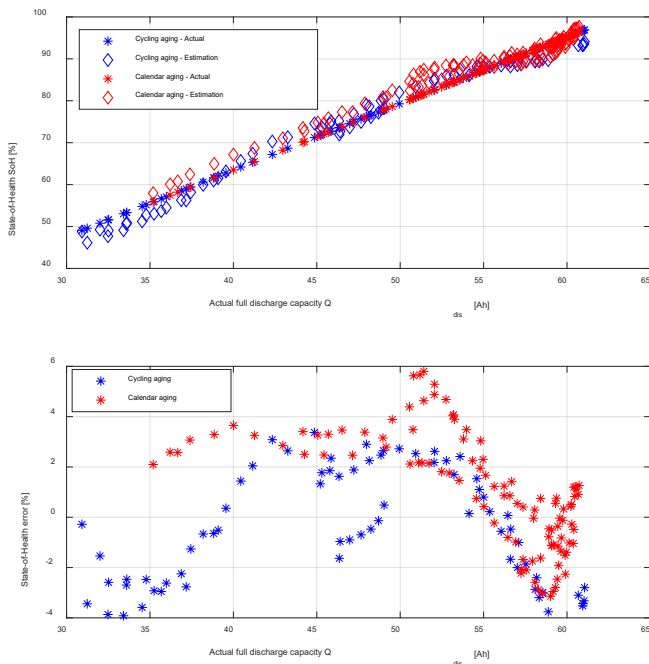 100
90
80
70
60
50
40
State-of-Health SoH [%]
Cycling aging - Actual
Cycling aging - Estimation
Calendar aging - Actual
Calendar aging - Estimation
30 35 40 45 50 55 60 65
Actual full discharge capacity Q dis [Ah]
6
4
2
0
-2
-4
State-of-Health error [%]
Cycling aging
Calendar aging
30 35 40 45 50 55 60 65
Actual full discharge capacity Q dis [Ah]